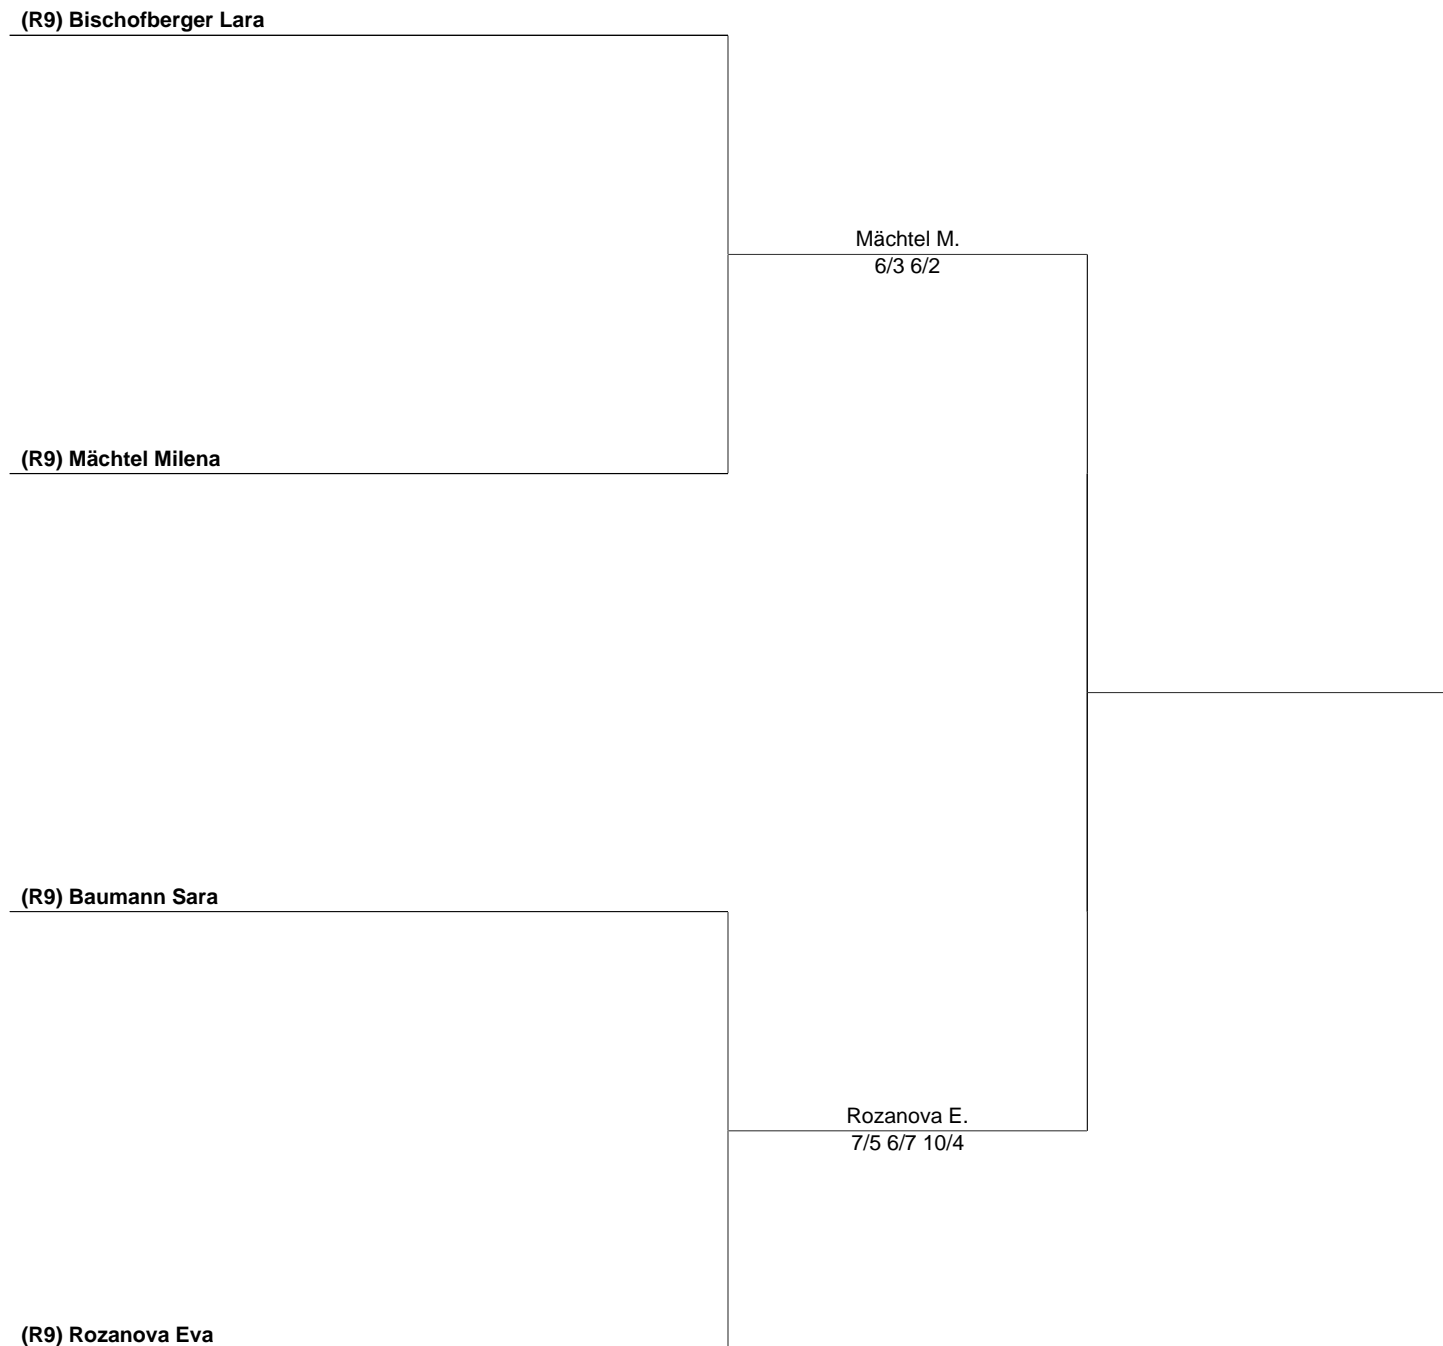 (R9) Bischofberger Lara
Mächtel M.
6/3 6/2
(R9) Mächtel Milena
(R9) Baumann Sara
Rozanova E.
7/5 6/7 10/4
(R9) Rozanova Eva